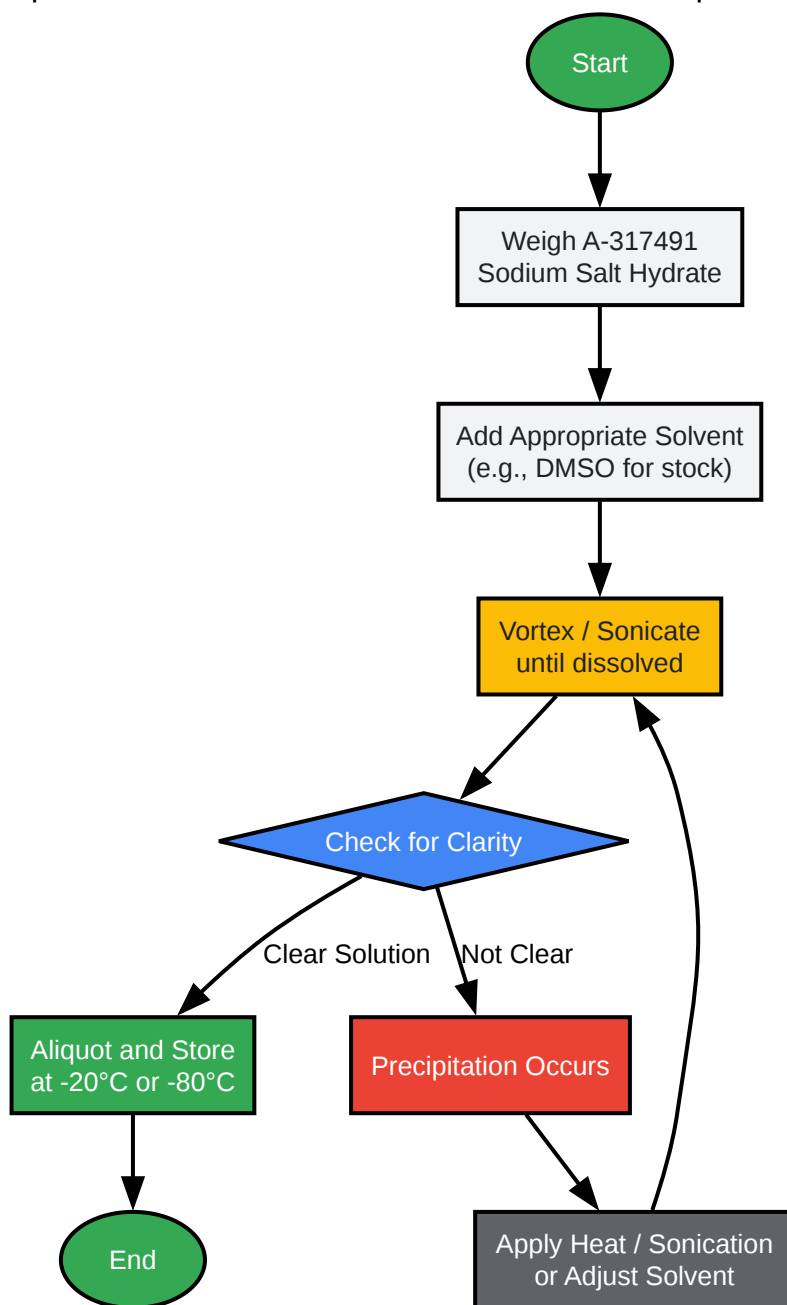 Start
Weigh A-317491
Sodium Salt Hydrate
Add Appropriate Solvent
(e.g., DMSO for stock)
Vortex / Sonicate
until dissolved
Check for Clarity
Clear Solution
Not Clear
Aliquot and Store
at -20°C or -80°C
Precipitation Occurs
End
Apply Heat / Sonication
or Adjust Solvent